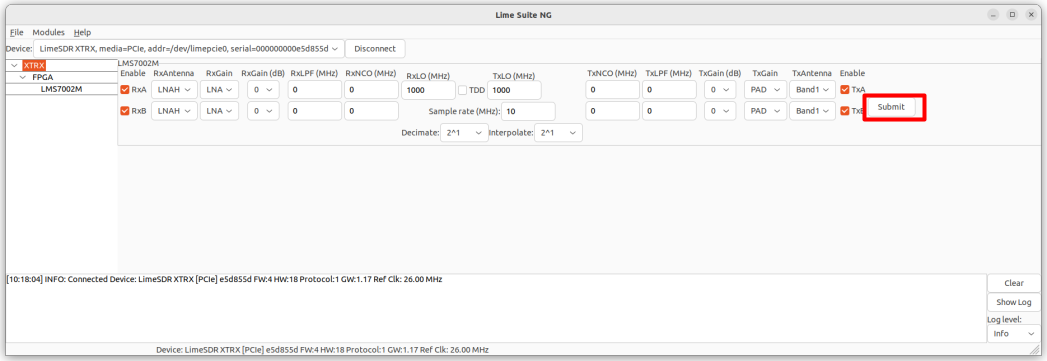 Lime Suite NG
File Modules Help
Device: LimeSDR XTRX, media=PCIe, addr=/dev/limepcie0, serial=000000000e5d855d Disconnect
XTRX
FPGA
LMS7002M
LMS7002M
Enable RxAntenna RxGain RxGain (dB) RxLPF (MHz) RxNCO (MHz) RxLO (MHz) TxLO (MHz) TxNCO (MHz) TxLPF (MHz) TxGain (dB) TxGain TxAntenna Enable
RxA LNAH LNA 0 0 0 1000 TDD 1000 0 0 0 PAD Band1 TxA
RxB LNAH LNA 0 0 0 Sample rate (MHz): 10 0 0 0 PAD Band1 TxB Submit
Decimate: 2^1 Interpolate: 2^1
[10:18:04] INFO: Connected Device: LimeSDR XTRX [PCIe] e5d855d FW:4 HW:18 Protocol:1 GW:1.17 Ref Clk: 26.00 MHz
Clear
Show Log
Log level:
Info
Device: LimeSDR XTRX [PCIe] e5d855d FW:4 HW:18 Protocol:1 GW:1.17 Ref Clk: 26.00 MHz